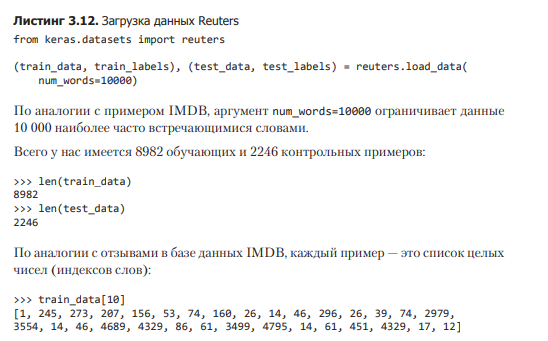 Листинг 3.12. Загрузка данных Reuters
from keras.datasets import reuters
(train_data, train_labels), (test_data, test_labels) = reuters.load_data(
num_words=10000)
По аналогии с примером IMDB, аргумент num_words=10000 ограничивает данные
10 000 наиболее часто встречающимися словами.
Всего у нас имеется 8982 обучающих и 2246 контрольных примеров:
>>> len(train_data)
8982
>>> len(test_data)
2246
По аналогии с отзывами в базе данных IMDB, каждый пример — это список целых
чисел (индексов слов):
>>> train_data[10]
[1, 245, 273, 207, 156, 53, 74, 160, 26, 14, 46, 296, 26, 39, 74, 2979,
3554, 14, 46, 4689, 4329, 86, 61, 3499, 4795, 14, 61, 451, 4329, 17, 12]